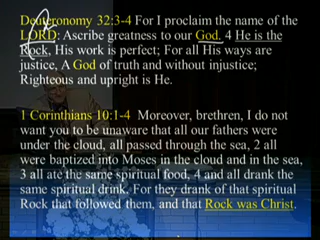 Deuteronomy 32:3-4 For I proclaim the name of the
LORD: Ascribe greatness to our God. 4 He is the
Rock, His work is perfect; For all His ways are
justice, A God of truth and without injustice;
Righteous and upright is He.
1 Corinthians 10:1-4 Moreover, brethren, I do not
want you to be unaware that all our fathers were
under the cloud, all passed through the sea, 2 all
were baptized into Moses in the cloud and in the sea,
3 all ate the same spiritual food, 4 and all drank the
same spiritual drink. For they drank of that spiritual
Rock that followed them, and that Rock was Christ.